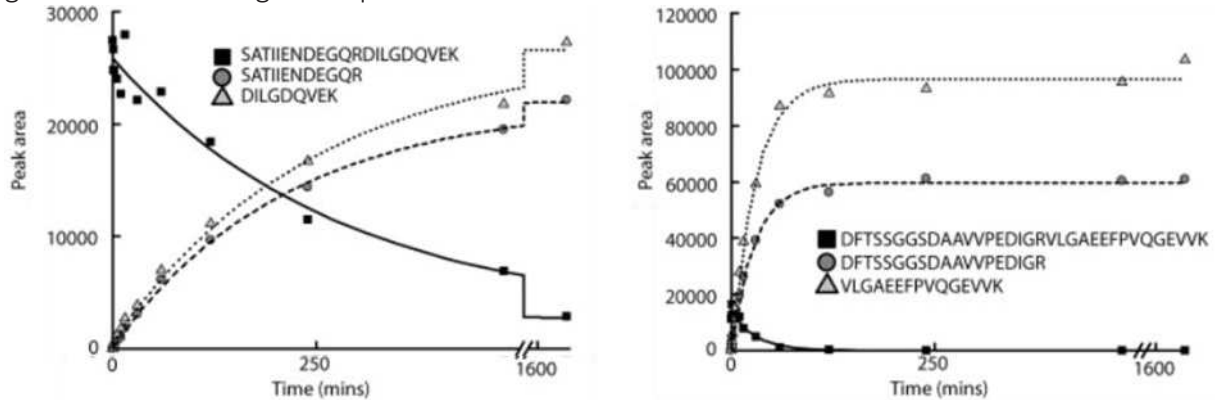 30000
20000
10000
0
Peak area
SATIIENDEGQRDILGDQVEK
SATIIENDEGQR
DILGDQVEK
0
250
1600
Time (mins)
120000
100000
80000
60000
40000
20000
0
Peak area
DFTSSGGSDAAVVPEDIGRVLGAEEFPVQGEVVK
DFTSSGGSDAAVVPEDIGR
VLGAEEFPVQGEVVK
0
250
1600
Time (mins)